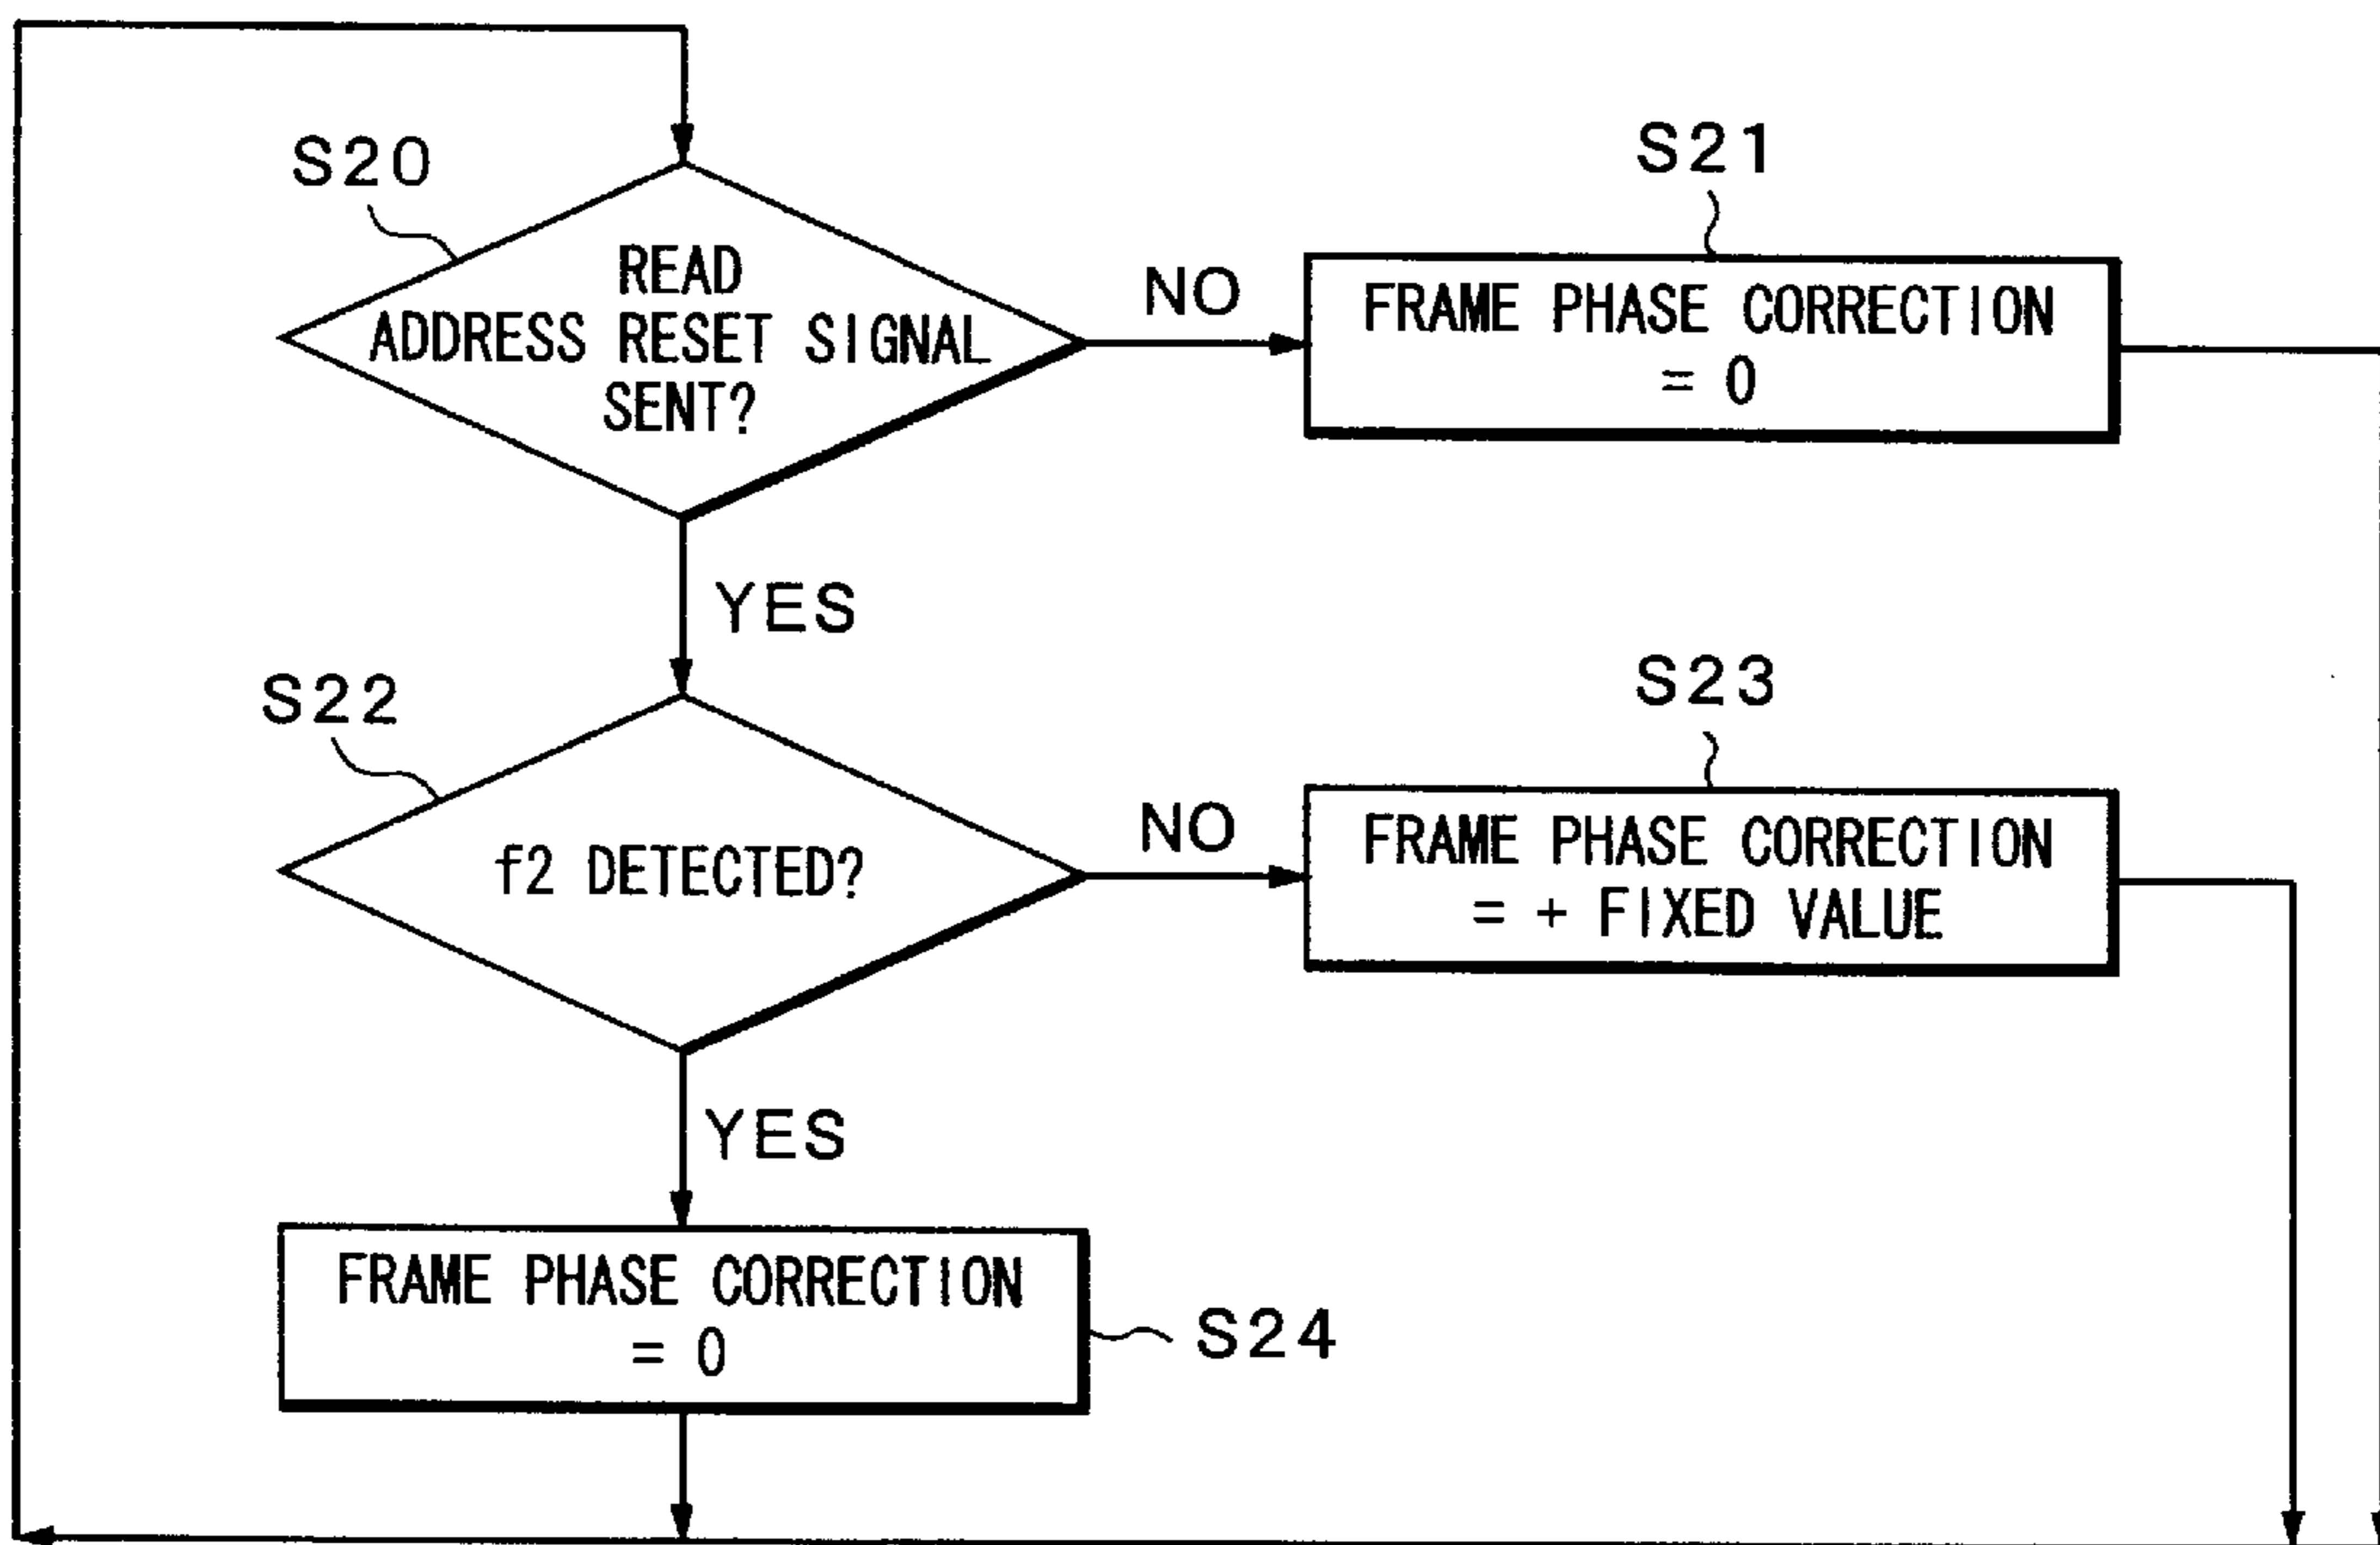 S20
READ
ADDRESS RESET SIGNAL
SENT?
NO
S21
FRAME PHASE CORRECTION
= 0
YES
S22
f2 DETECTED?
NO
S23
FRAME PHASE CORRECTION
= + FIXED VALUE
YES
FRAME PHASE CORRECTION
= 0
S24